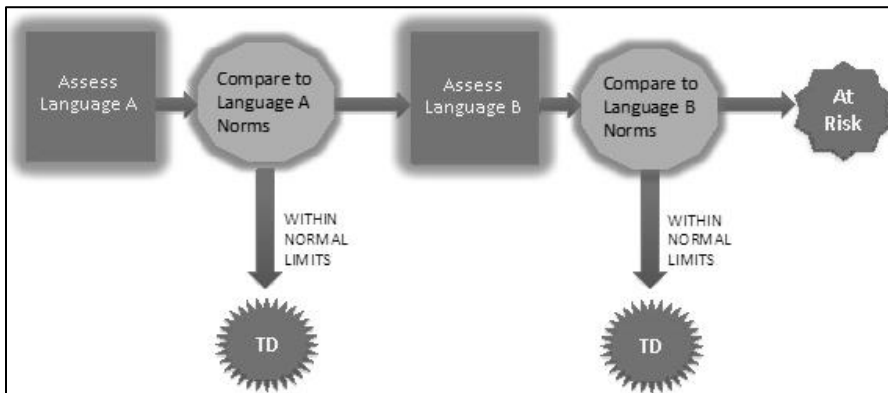 Assess
Language A
Compare to
Language A
Norms
Assess
Language B
Compare to
Language B
Norms
At
Risk
WITHIN
NORMAL
LIMITS
WITHIN
NORMAL
LIMITS
TD
TD